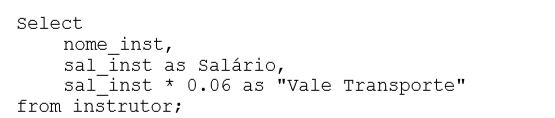 Select
nome_inst,
sal_inst as Salário,
sal_inst * 0.06 as "Vale Transporte"
from instrutor;